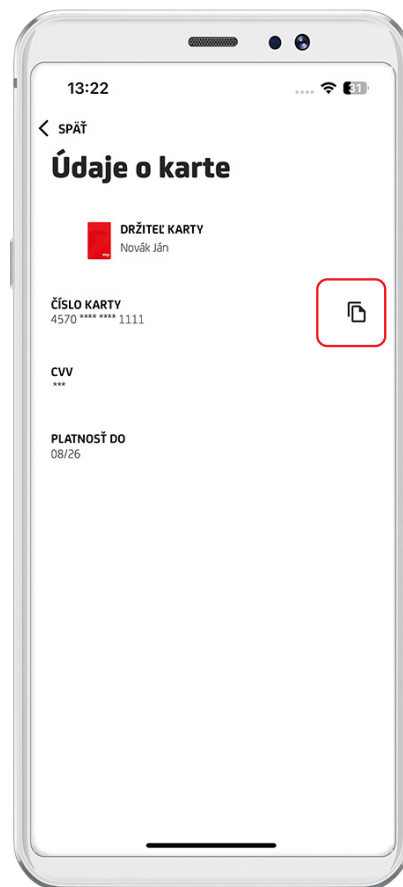 13:22
31
SPÄŤ
Údaje o karte
DRŽITEĽ KARTY
Novák Ján
ČÍSLO KARTY
4570 **** **** 1111
CVV
***
PLATNOSŤ DO
08/26